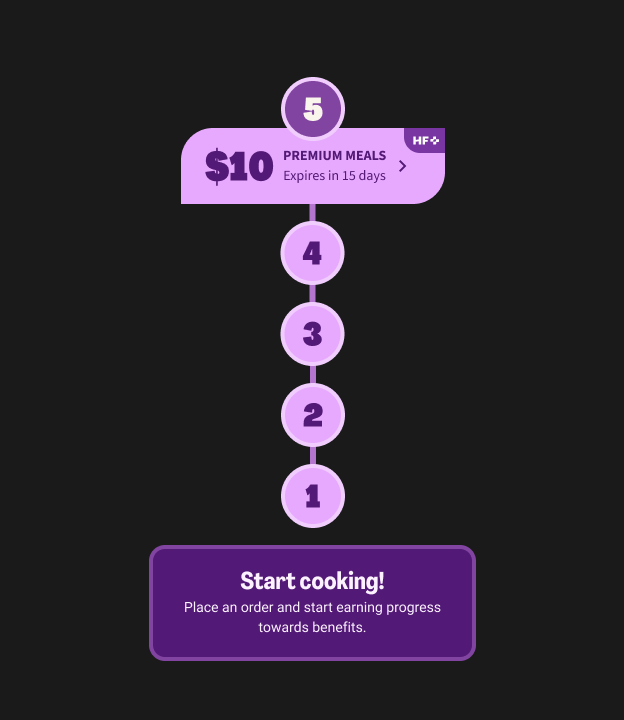 5
HF+
$10
PREMIUM MEALS
Expires in 15 days
4
3
2
1
Start cooking!
Place an order and start earning progress
towards benefits.